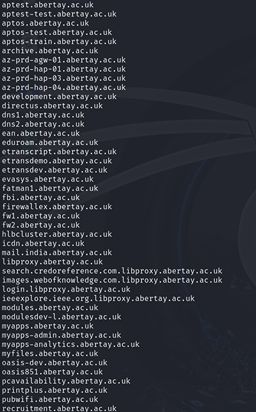 aptest.abertay.ac.uk
aptest-test.abertay.ac.uk
aptos.abertay.ac.uk
aptos-test.abertay.ac.uk
aptos-train.abertay.ac.uk
archive.abertay.ac.uk
az-prd-agw-01.abertay.ac.uk
az-prd-hap-01.abertay.ac.uk
az-prd-hap-03.abertay.ac.uk
az-prd-hap-04.abertay.ac.uk
development.abertay.ac.uk
directus.abertay.ac.uk
dns1.abertay.ac.uk
dns2.abertay.ac.uk
ean.abertay.ac.uk
eduroam.abertay.ac.uk
etranscript.abertay.ac.uk
etransdemo.abertay.ac.uk
etransdev.abertay.ac.uk
evasys.abertay.ac.uk
fatman1.abertay.ac.uk
fbi.abertay.ac.uk
firewallex.abertay.ac.uk
fw1.abertay.ac.uk
fw2.abertay.ac.uk
hlbcluster.abertay.ac.uk
icdn.abertay.ac.uk
mail.india.abertay.ac.uk
libproxy.abertay.ac.uk
search.credoreference.com.libproxy.abertay.ac.uk
images.webofknowledge.com.libproxy.abertay.ac.uk
login.libproxy.abertay.ac.uk
ieeexplore.ieee.org.libproxy.abertay.ac.uk
modules.abertay.ac.uk
modulesdev-l.abertay.ac.uk
myapps.abertay.ac.uk
myapps-admin.abertay.ac.uk
myapps-analytics.abertay.ac.uk
myfiles.abertay.ac.uk
oasis-dev.abertay.ac.uk
oasis851.abertay.ac.uk
pcavailability.abertay.ac.uk
printplus.abertay.ac.uk
pubwifi.abertay.ac.uk
recruitment.abertay.ac.uk